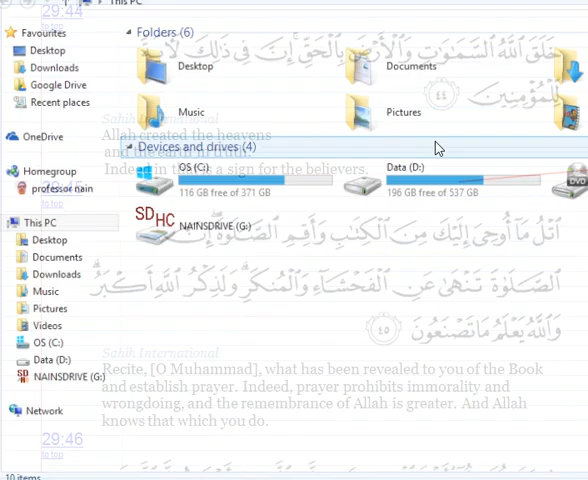 29:44
to top
This PC
Favourites
Desktop
Downloads
Google Drive
Recent places
OneDrive
Homegroup
professor nain
This PC
Desktop
Documents
Downloads
Music
Pictures
Videos
OS (C:)
Data (D:)
NAINSDRIVE (G:)
Network
10 items
Folders (6)
Desktop
Documents
Music
Pictures
Devices and drives (4)
OS (C:)
116 GB free of 371 GB
Data (D:)
196 GB free of 537 GB
DVD
SDHC
NAINSDRIVE (G:)
خَلَقَ ٱللَّهُ ٱلسَّمَٰوَٰتِ وَٱلْأَرْضَ بِٱلْحَقِّ ۚ إِنَّ فِى ذَٰلِكَ لَءَايَةً
لِّلْمُؤْمِنِينَ ٤٤
Sahih International
Allah created the heavens
and the earth in truth.
Indeed in that is a sign for the believers.
29:45
to top
ٱتْلُ مَآ أُوحِىَ إِلَيْكَ مِنَ ٱلْكِتَٰبِ وَأَقِمِ ٱلصَّلَوٰةَ ۖ إِنَّ
ٱلصَّلَوٰةَ تَنْهَىٰ عَنِ ٱلْفَحْشَآءِ وَٱلْمُنكَرِ ۗ وَلَذِكْرُ ٱللَّهِ أَكْبَرُ ۗ
وَٱللَّهُ يَعْلَمُ مَا تَصْنَعُونَ ٤٥
Sahih International
Recite, [O Muhammad], what has been revealed to you of the Book
and establish prayer. Indeed, prayer prohibits immorality and
wrongdoing, and the remembrance of Allah is greater. And Allah
knows that which you do.
29:46
to top